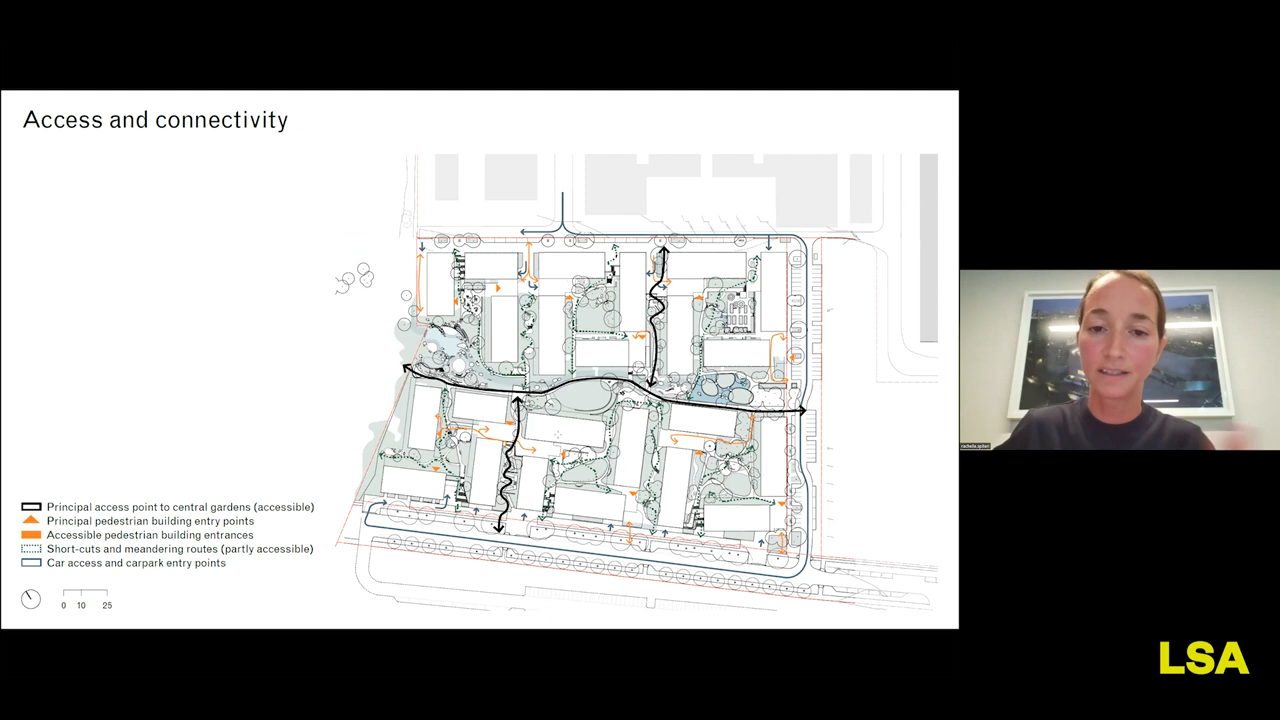 Access and connectivity
Principal access point to central gardens (accessible)
Principal pedestrian building entry points
Accessible pedestrian building entrances
Short-cuts and meandering routes (partly accessible)
Car access and carpark entry points
0 10 25
LSA